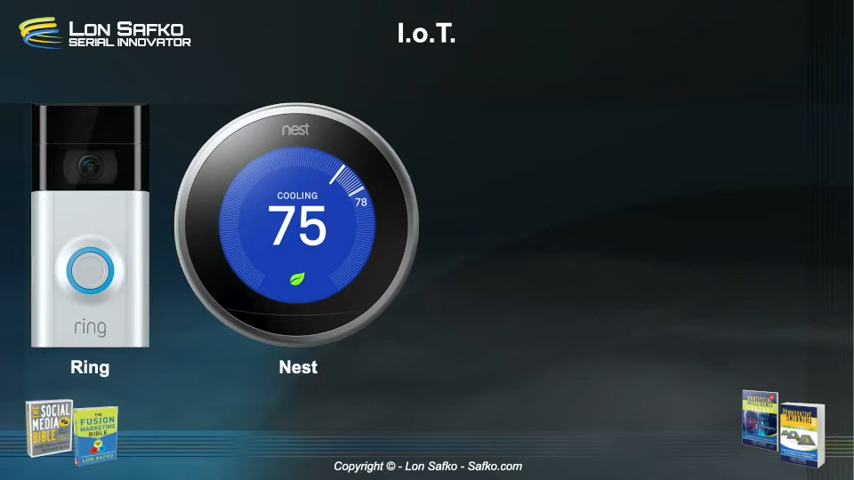 LON SAFKO
SERIAL INNOVATOR
I.o.T.
nest
COOLING
78
75
ring
Ring
Nest
THE
SOCIAL
MEDIA
BIBLE
THE
FUSION
MARKETING
BIBLE
LON SAFKO
Copyright © - Lon Safko - Safko.com